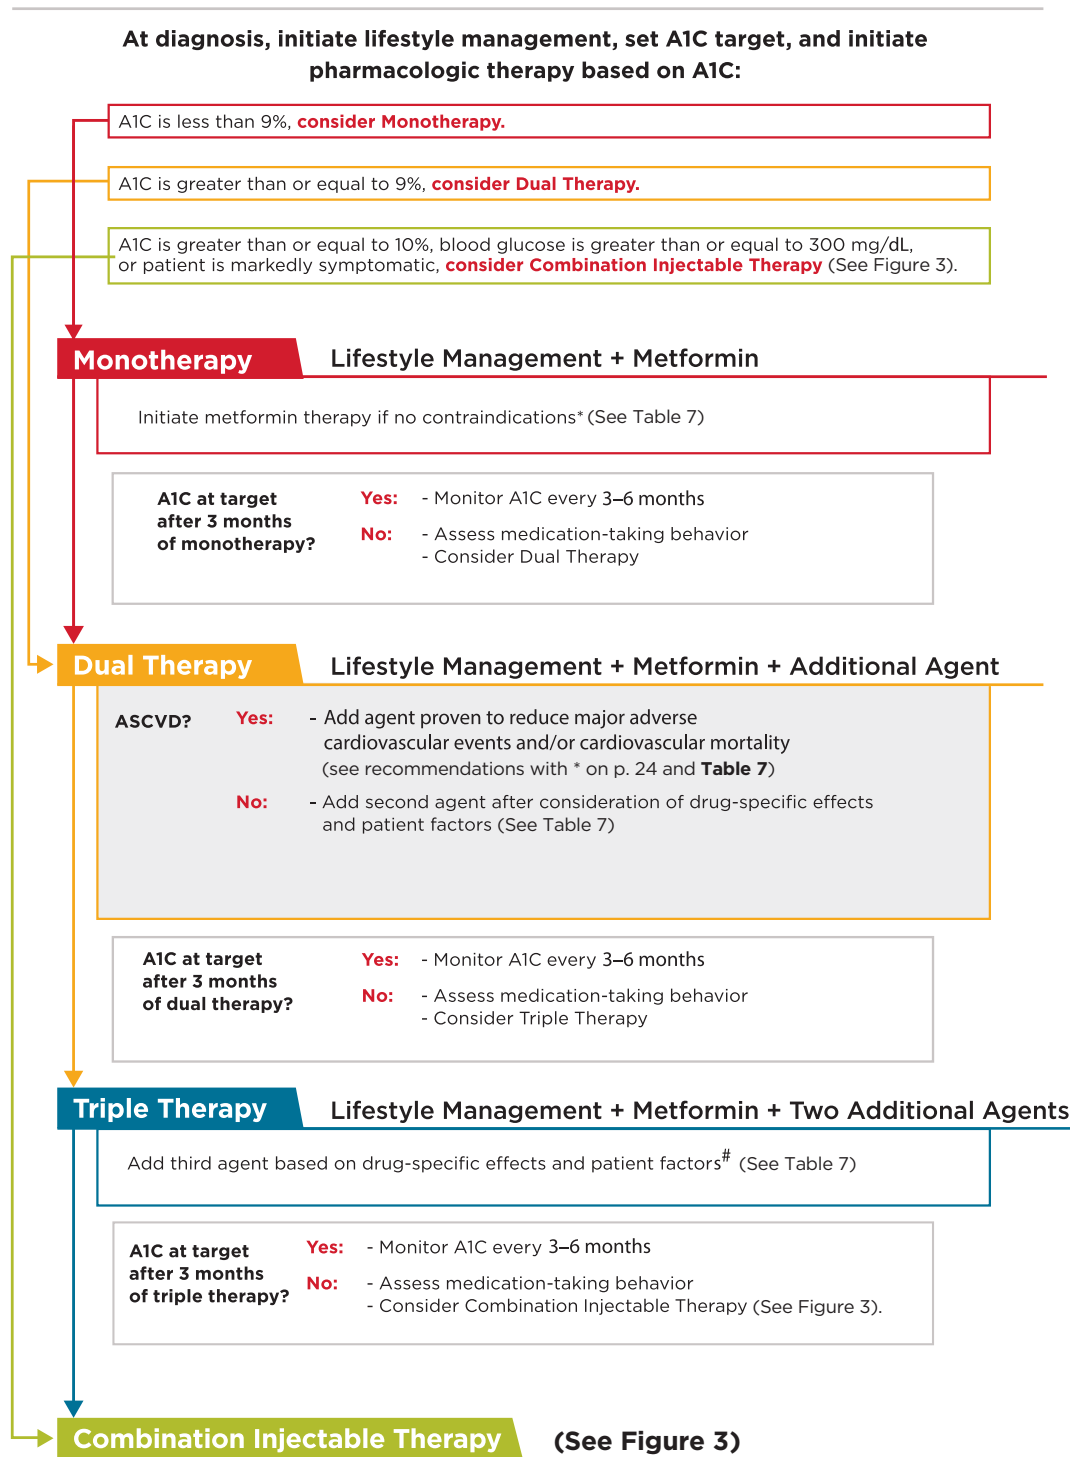 At diagnosis, initiate lifestyle management, set A1C target, and initiate
pharmacologic therapy based on A1C:
A1C is less than 9%, consider Monotherapy.
A1C is greater than or equal to 9%, consider Dual Therapy.
A1C is greater than or equal to 10%, blood glucose is greater than or equal to 300 mg/dL,
or patient is markedly symptomatic, consider Combination Injectable Therapy (See Figure 3).
Monotherapy Lifestyle Management + Metformin
Initiate metformin therapy if no contraindications* (See Table 7)
A1C at target
after 3 months
of monotherapy?
Yes: - Monitor A1C every 3–6 months
No: - Assess medication-taking behavior
- Consider Dual Therapy
Dual Therapy Lifestyle Management + Metformin + Additional Agent
ASCVD? Yes: - Add agent proven to reduce major adverse
cardiovascular events and/or cardiovascular mortality
(see recommendations with * on p. 24 and Table 7)
No: - Add second agent after consideration of drug-specific effects
and patient factors (See Table 7)
A1C at target
after 3 months
of dual therapy?
Yes: - Monitor A1C every 3–6 months
No: - Assess medication-taking behavior
- Consider Triple Therapy
Triple Therapy Lifestyle Management + Metformin + Two Additional Agents
Add third agent based on drug-specific effects and patient factors# (See Table 7)
A1C at target
after 3 months
of triple therapy?
Yes: - Monitor A1C every 3–6 months
No: - Assess medication-taking behavior
- Consider Combination Injectable Therapy (See Figure 3).
Combination Injectable Therapy (See Figure 3)